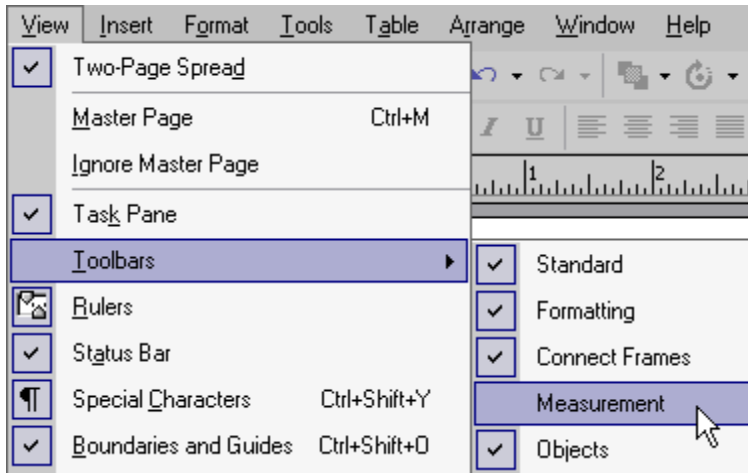 View Insert Format Tools Table Arrange Window Help
Two-Page Spread
Master Page Ctrl+M
Ignore Master Page
Task Pane
Toolbars
Rulers
Status Bar
Special Characters Ctrl+Shift+Y
Boundaries and Guides Ctrl+Shift+O
I U
1 2
Standard
Formatting
Connect Frames
Measurement
Objects